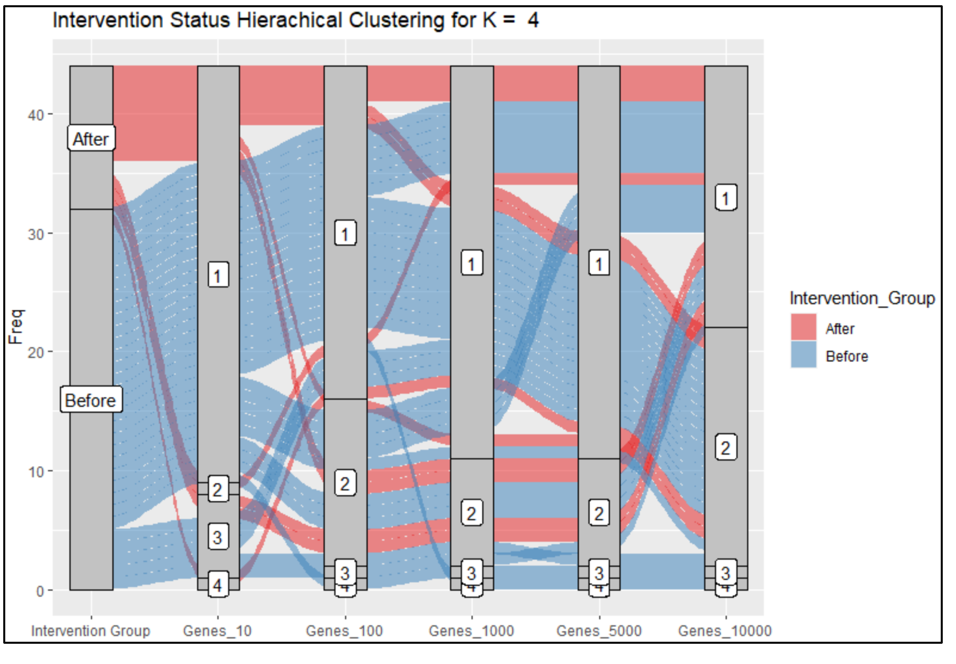 Intervention Status Hierachical Clustering for K = 4
Freq
40
30
20
10
0
After
Before
1
2
3
4
1
2
3
4
1
2
3
4
1
2
3
4
1
2
3
4
Intervention Group
Genes_10
Genes_100
Genes_1000
Genes_5000
Genes_10000
Intervention_Group
After
Before